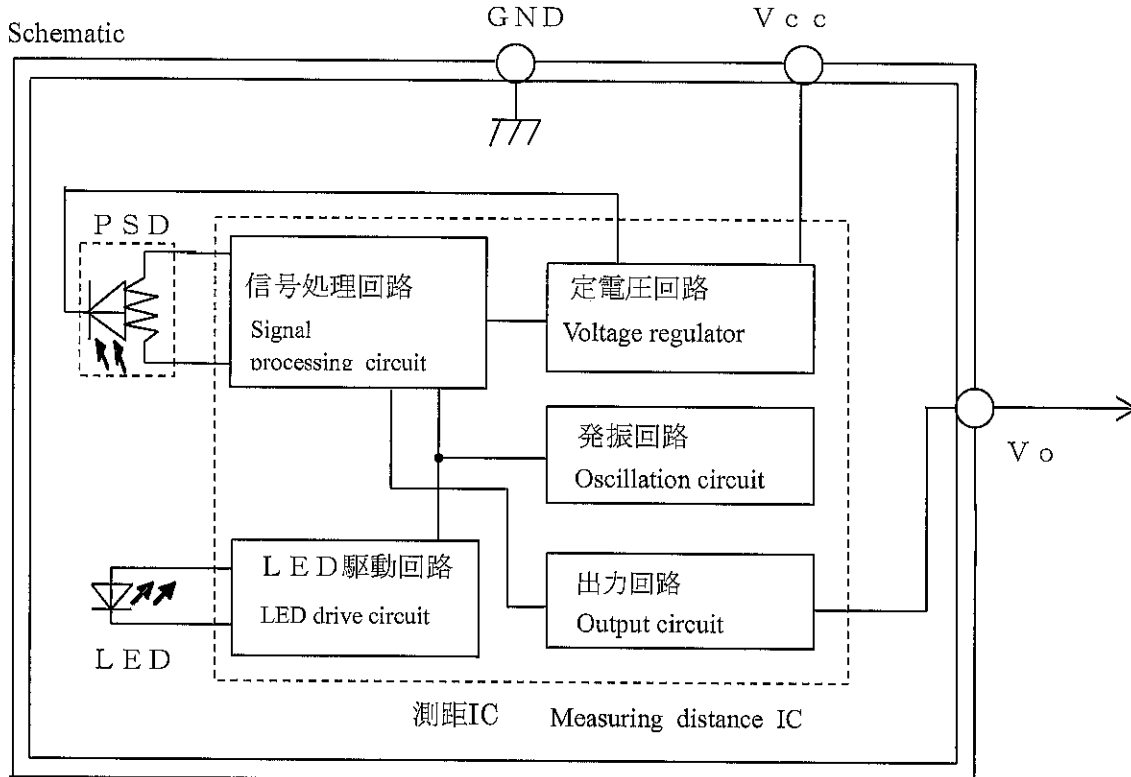 Schematic
ＧＮＤ
Ｖｃｃ
ＰＳＤ
信号処理回路
Signal
processing circuit
定電圧回路
Voltage regulator
発振回路
Oscillation circuit
Ｖｏ
ＬＥＤ駆動回路
LED drive circuit
出力回路
Output circuit
ＬＥＤ
測距IC Measuring distance IC